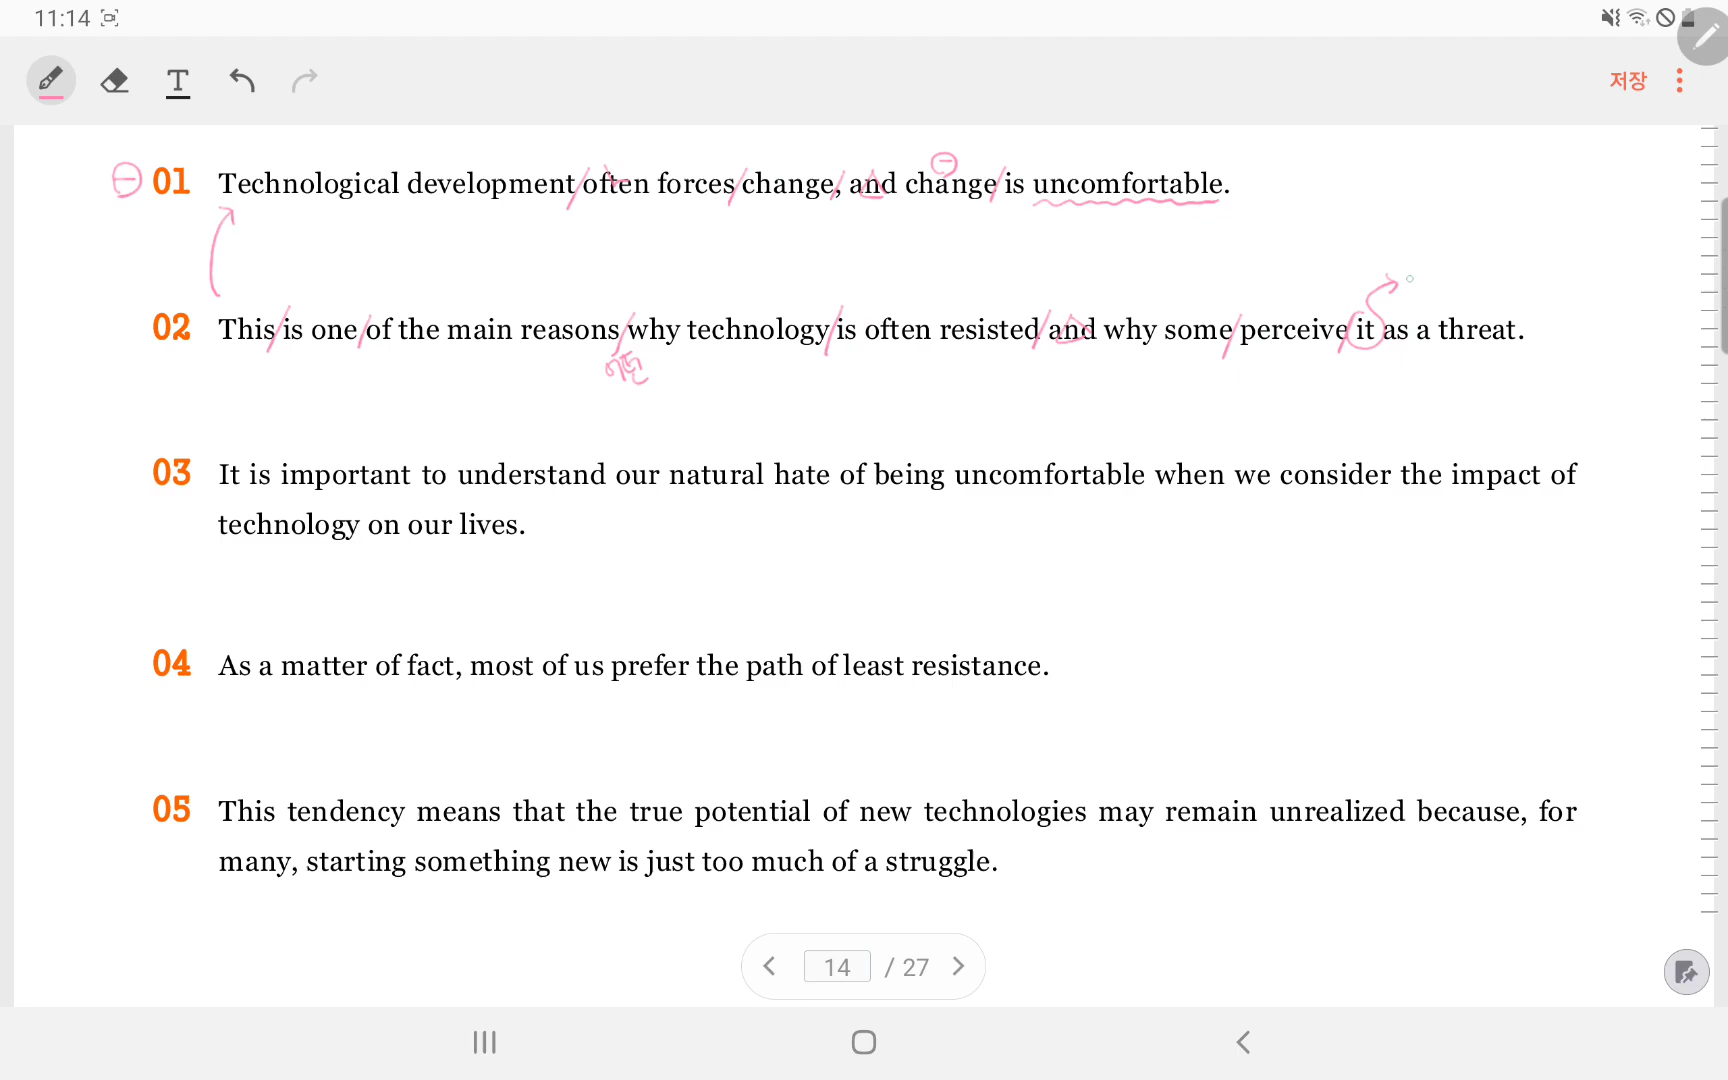 11:14
저장
01 Technological development often forces change, and change is uncomfortable.
02 This is one of the main reasons why technology is often resisted and why some perceive it as a threat.
03 It is important to understand our natural hate of being uncomfortable when we consider the impact of
technology on our lives.
04 As a matter of fact, most of us prefer the path of least resistance.
05 This tendency means that the true potential of new technologies may remain unrealized because, for
many, starting something new is just too much of a struggle.
14 / 27